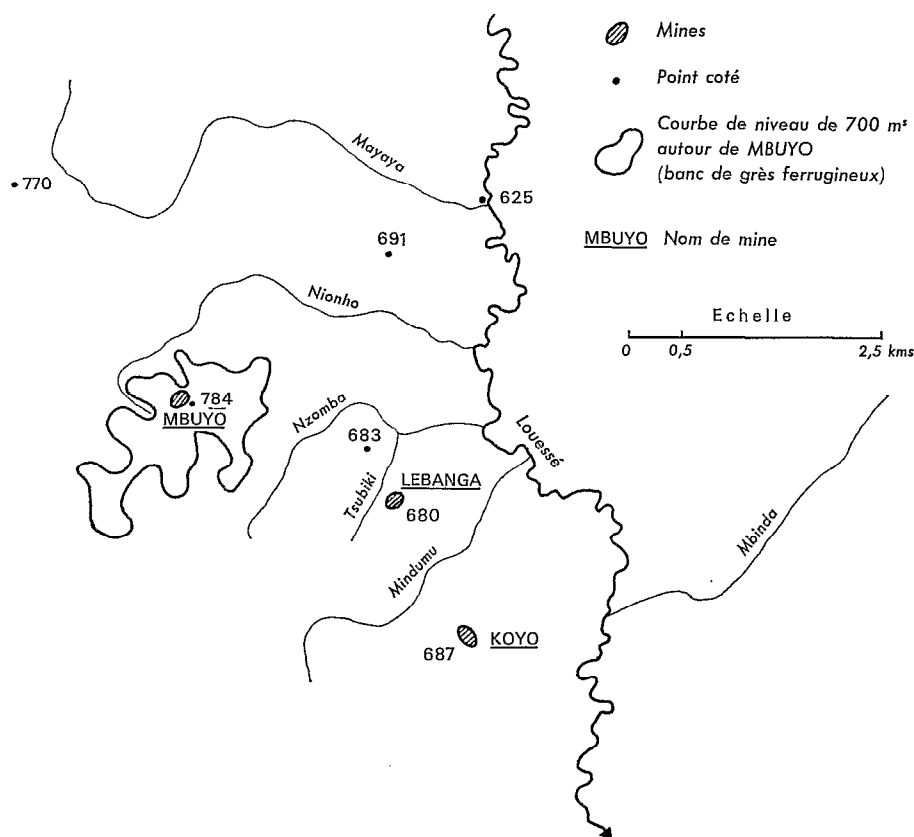 Mines
Point coté
Courbe de niveau de 700 mˢ
autour de MBUYO
(banc de grès ferrugineux)
MBUYO Nom de mine
Echelle
0 0,5 2,5 kms
Mayaya
770
625
691
Nionho
784
MBUYO
Nzomba
683
Louessé
LEBANGA
Tsubiki
680
Mindumu
Mbinda
KOYO
687